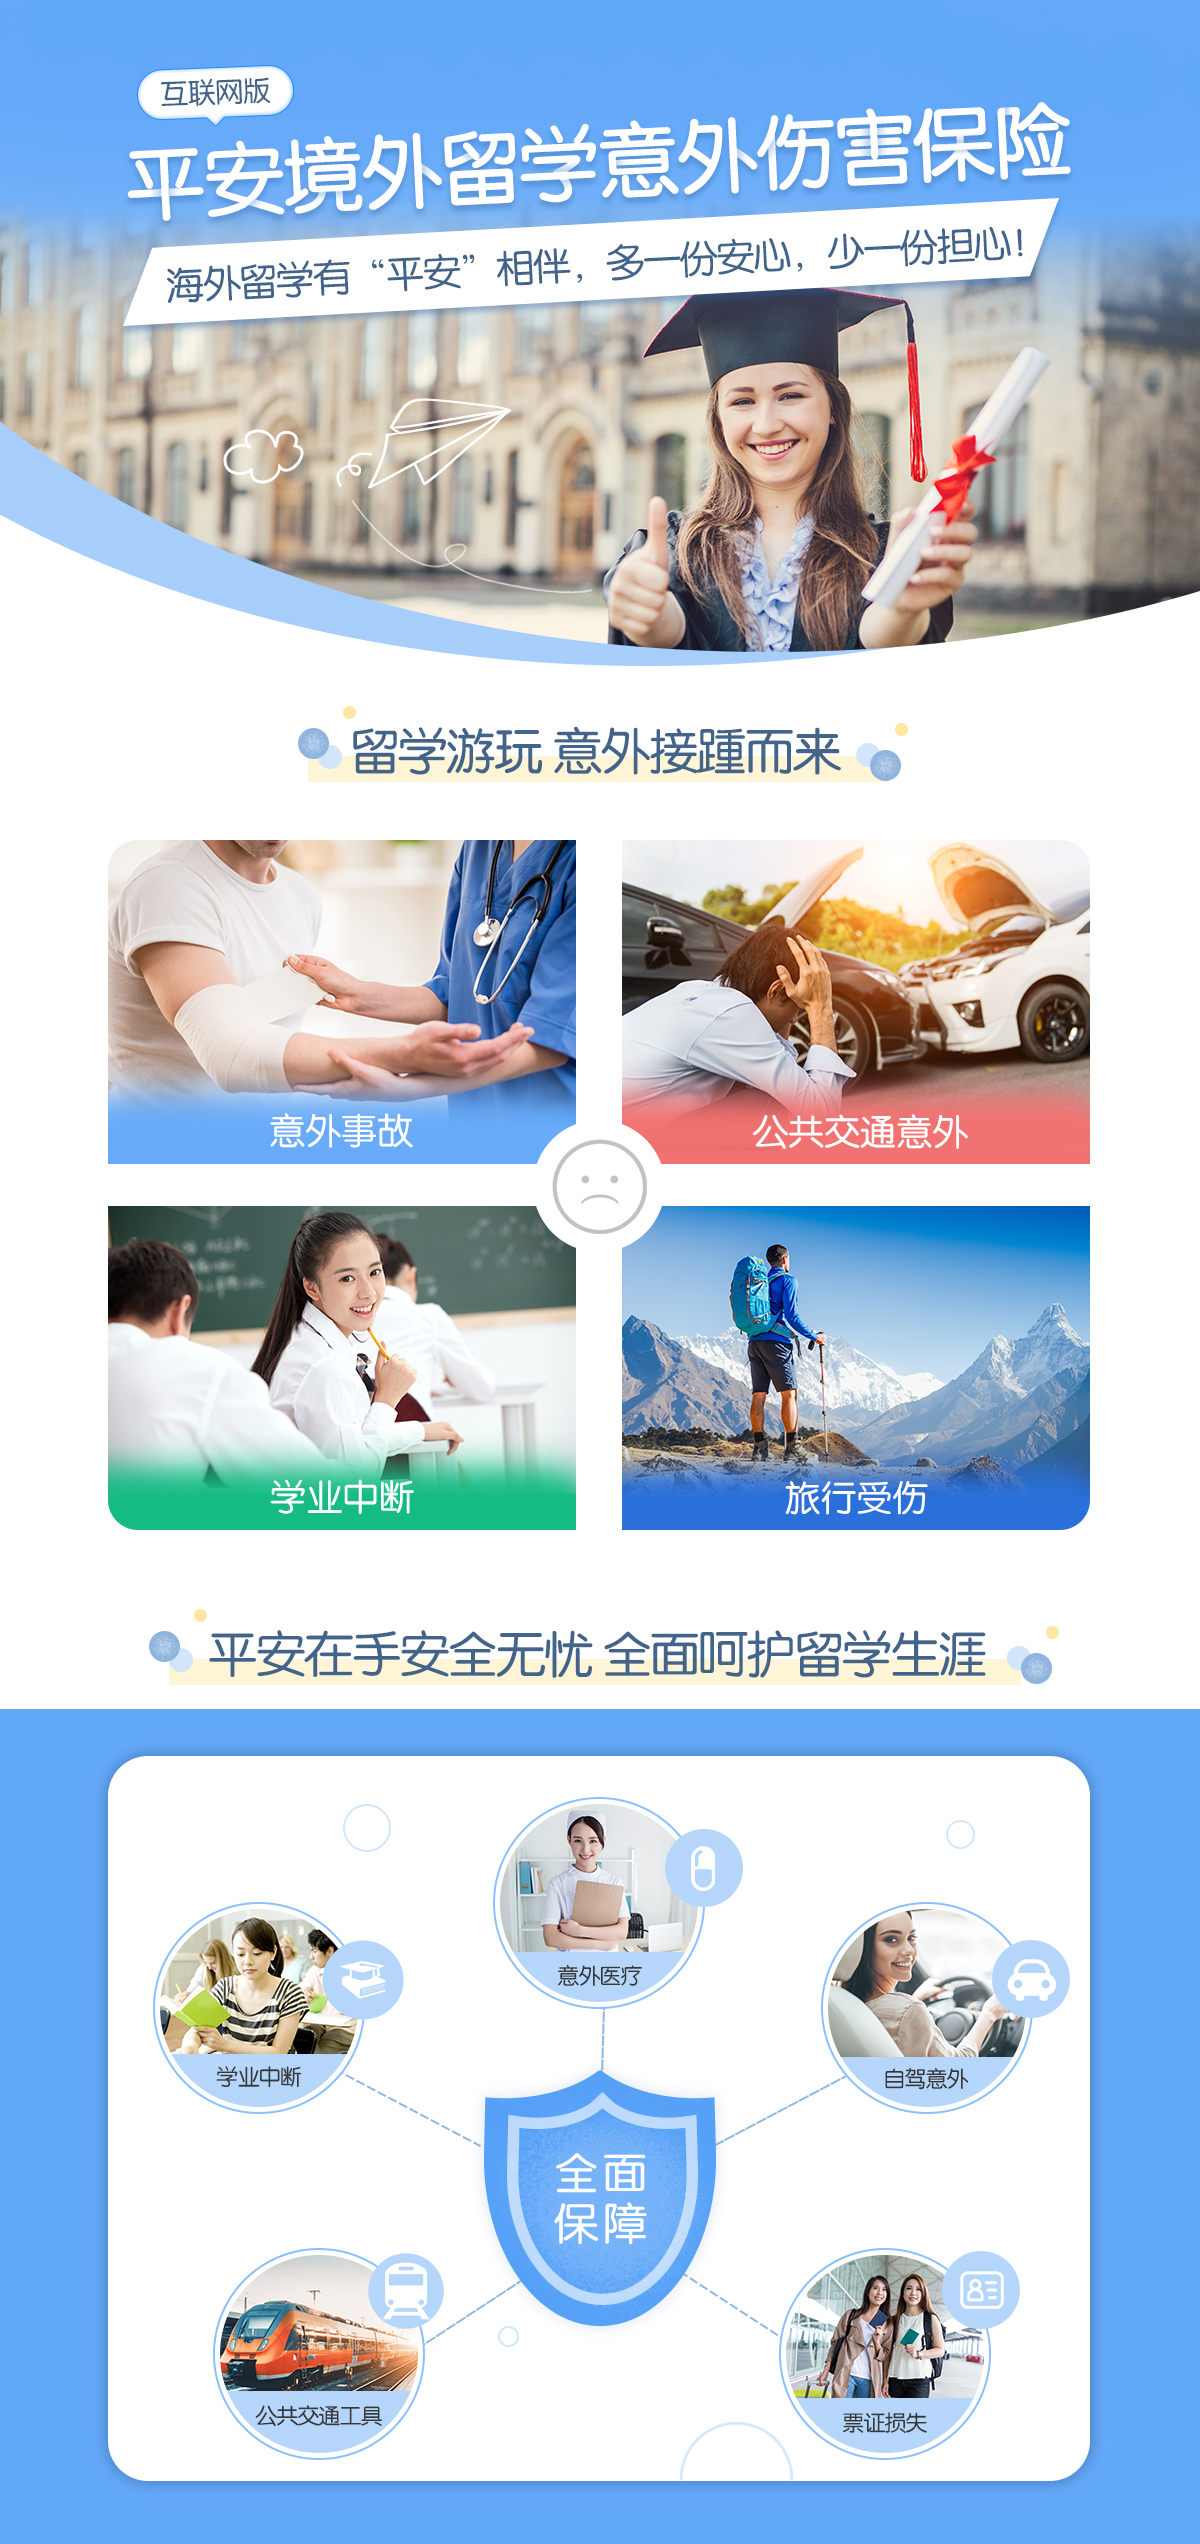 互联网版
平安境外留学意外伤害保险
海外留学有“平安”相伴，多一份安心，少一份担心！
留学游玩 意外接踵而来
意外事故
公共交通意外
学业中断
旅行受伤
平安在手安全无忧 全面呵护留学生涯
意外医疗
学业中断
自驾意外
全面
保障
公共交通工具
票证损失